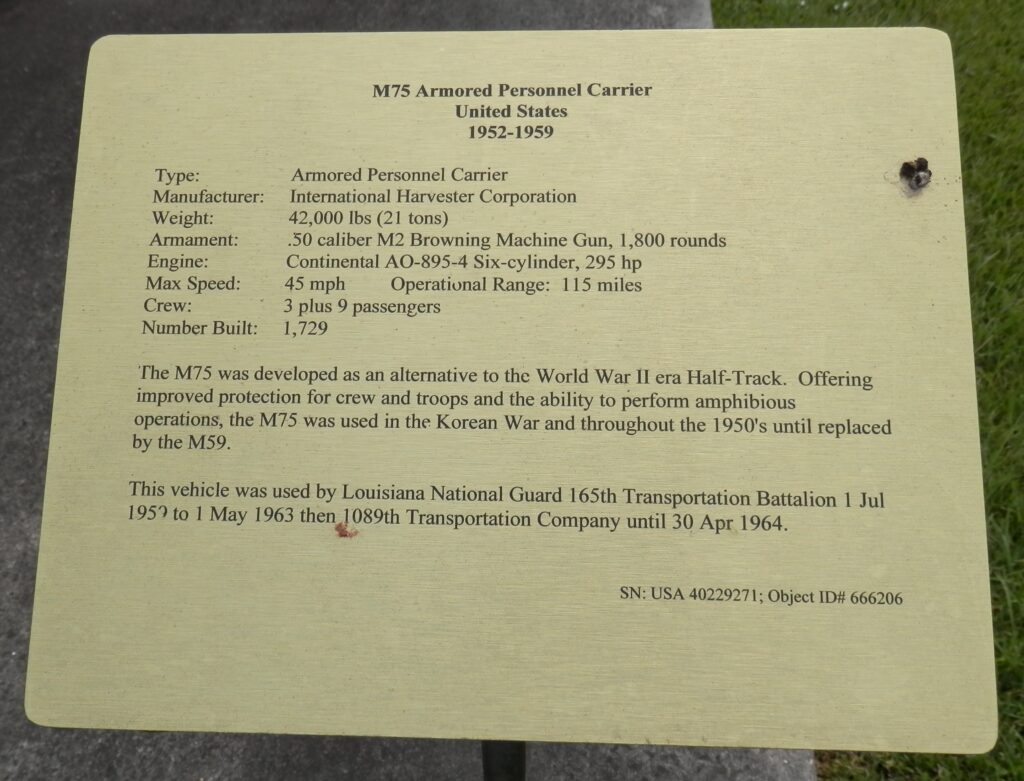 M75 Armored Personnel Carrier
United States
1952-1959
Type: Armored Personnel Carrier
Manufacturer: International Harvester Corporation
Weight: 42,000 lbs (21 tons)
Armament: .50 caliber M2 Browning Machine Gun, 1,800 rounds
Engine: Continental AO-895-4 Six-cylinder, 295 hp
Max Speed: 45 mph Operational Range: 115 miles
Crew: 3 plus 9 passengers
Number Built: 1,729
The M75 was developed as an alternative to the World War II era Half-Track. Offering
improved protection for crew and troops and the ability to perform amphibious
operations, the M75 was used in the Korean War and throughout the 1950's until replaced
by the M59.
This vehicle was used by Louisiana National Guard 165th Transportation Battalion 1 Jul
1959 to 1 May 1963 then 1089th Transportation Company until 30 Apr 1964.
SN: USA 40229271; Object ID# 666206